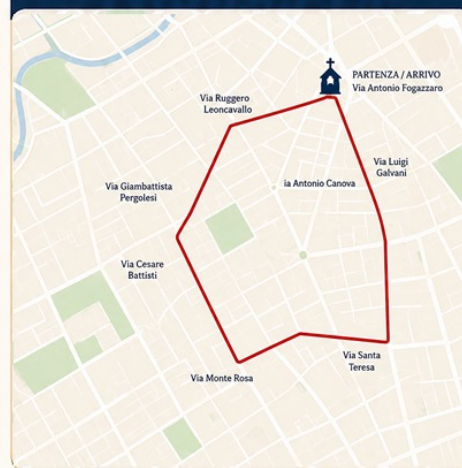 PARTENZA / ARRIVO
Via Antonio Fogazzaro
Via Ruggero
Leoncavallo
Via Luigi
Galvani
ia Antonio Canova
Via Giambattista
Pergolesi
Via Cesare
Battisti
Via Santa
Teresa
Via Monte Rosa